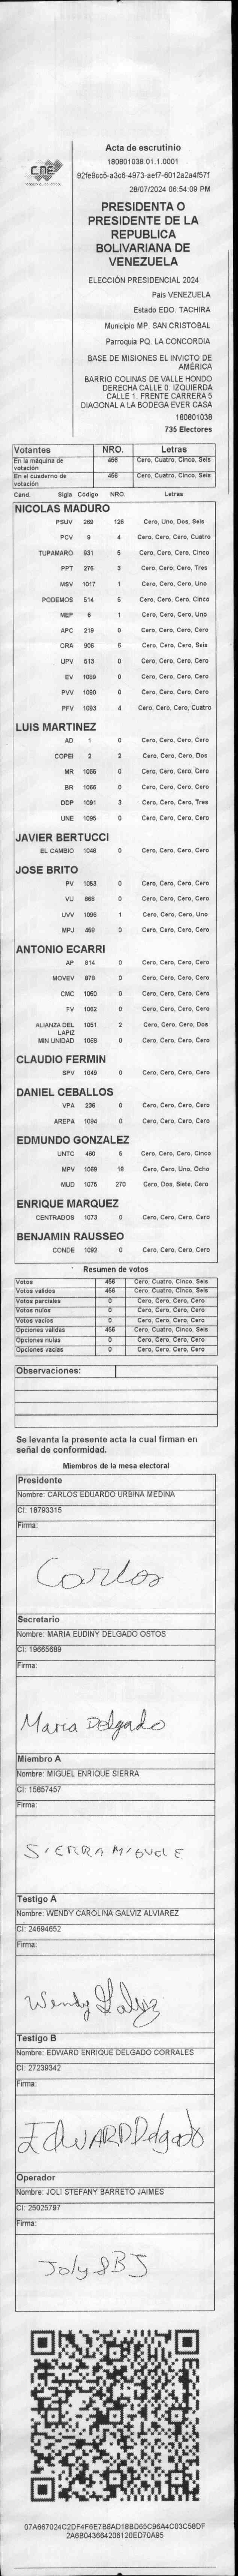 CNE
Acta de escrutinio
180801038.01.1.0001
28/07/2024 06:54:09 PM
PRESIDENTA O
PRESIDENTE DE LA
REPUBLICA
BOLIVARIANA DE
VENEZUELA
ELECCIÓN PRESIDENCIAL 2024
Pais VENEZUELA
Estado EDO. TACHIRA
Municipio MP. SAN CRISTOBAL
Parroquia PQ. LA CONCORDIA
BASE DE MISIONES EL INVICTO DE
AMÉRICA
BARRIO COLINAS DE VALLE HONDO
DERECHA CALLE 0. IZQUIERDA
CALLE 1. FRENTE CARRERA 5
DIAGONAL A LA BODEGA EVER CASA
180801038
735 Electores
Votantes NRO. Letras
En la máquina de votación 456 Cero, Cuatro, Cinco, Seis
En el cuaderno de votación 456 Cero, Cuatro, Cinco, Seis
Cand. Sigla Codigo NRO. Letras
NICOLAS MADURO
PSUV 269 126 Cero, Uno, Dos, Seis
PCV 9 4 Cero, Cero, Cero, Cuatro
TUPAMARO 931 5 Cero, Cero, Cero, Cinco
PPT 276 3 Cero, Cero, Cero, Tres
MSV 1017 1 Cero, Cero, Cero, Uno
PODEMOS 514 5 Cero, Cero, Cero, Cinco
MEP 6 1 Cero, Cero, Cero, Uno
APC 219 0 Cero, Cero, Cero, Cero
ORA 906 6 Cero, Cero, Cero, Seis
UPV 613 0 Cero, Cero, Cero, Cero
EV 1089 0 Cero, Cero, Cero, Cero
PVV 1090 0 Cero, Cero, Cero, Cero
PFV 1093 4 Cero, Cero, Cero, Cuatro
LUIS MARTINEZ
AD 1 0 Cero, Cero, Cero, Cero
COPEI 2 2 Cero, Cero, Cero, Dos
MR 1065 0 Cero, Cero, Cero, Cero
BR 1066 0 Cero, Cero, Cero, Cero
DDP 1091 3 Cero, Cero, Cero, Tres
UNE 1095 0 Cero, Cero, Cero, Cero
JAVIER BERTUCCI
EL CAMBIO 1048 0 Cero, Cero, Cero, Cero
JOSE BRITO
PV 1053 0 Cero, Cero, Cero, Cero
VU 868 0 Cero, Cero, Cero, Cero
UVV 1096 1 Cero, Cero, Cero, Uno
MPJ 458 0 Cero, Cero, Cero, Cero
ANTONIO ECARRI
AP 914 0 Cero, Cero, Cero, Cero
MOVEV 878 0 Cero, Cero, Cero, Cero
CMC 1050 0 Cero, Cero, Cero, Cero
FV 1062 0 Cero, Cero, Cero, Cero
ALIANZA DEL LAPIZ 1051 2 Cero, Cero, Cero, Dos
MIN UNIDAD 1068 0 Cero, Cero, Cero, Cero
CLAUDIO FERMIN
SPV 1049 0 Cero, Cero, Cero, Cero
DANIEL CEBALLOS
VPA 236 0 Cero, Cero, Cero, Cero
AREPA 1094 0 Cero, Cero, Cero, Cero
EDMUNDO GONZALEZ
UNTC 460 5 Cero, Cero, Cero, Cinco
MPV 1069 18 Cero, Cero, Uno, Ocho
MUD 1075 270 Cero, Dos, Siete, Cero
ENRIQUE MARQUEZ
CENTRADOS 1073 0 Cero, Cero, Cero, Cero
BENJAMIN RAUSSEO
CONDE 1092 0 Cero, Cero, Cero, Cero
Resumen de votos
Votos 456 Cero, Cuatro, Cinco, Seis
Votos validos 456 Cero, Cuatro, Cinco, Seis
Votos parciales 0 Cero, Cero, Cero, Cero
Votos nulos 0 Cero, Cero, Cero, Cero
Votos vacios 0 Cero, Cero, Cero, Cero
Opciones validas 456 Cero, Cuatro, Cinco, Seis
Opciones nulas 0 Cero, Cero, Cero, Cero
Opciones vacias 0 Cero, Cero, Cero, Cero
Observaciones:
Se levanta la presente acta la cual firman en
señal de conformidad.
Miembros de la mesa electoral
Presidente
Nombre: CARLOS EDUARDO URBINA MEDINA
CI: 18793315
Firma:
Carlos
Secretario
Nombre: MARIA EUDINY DELGADO OSTOS
CI: 19665689
Firma:
Maria Delgado
Miembro A
Nombre: MIGUEL ENRIQUE SIERRA
CI: 15857457
Firma:
SIERRA MIGUEL E
Testigo A
Nombre: WENDY CAROLINA GALVIZ ALVIAREZ
CI: 24694652
Firma:
Wendy Galviz
Testigo B
Nombre: EDWARD ENRIQUE DELGADO CORRALES
CI: 27239342
Firma:
EdwARD Delgado
Operador
Nombre: JOLI STEFANY BARRETO JAIMES
CI: 25025797
Firma:
Joly SBJ
07A667024C2DF4F6E7B8AD18BD65C96A4C03C58DF
2A6B043664206120ED70A95